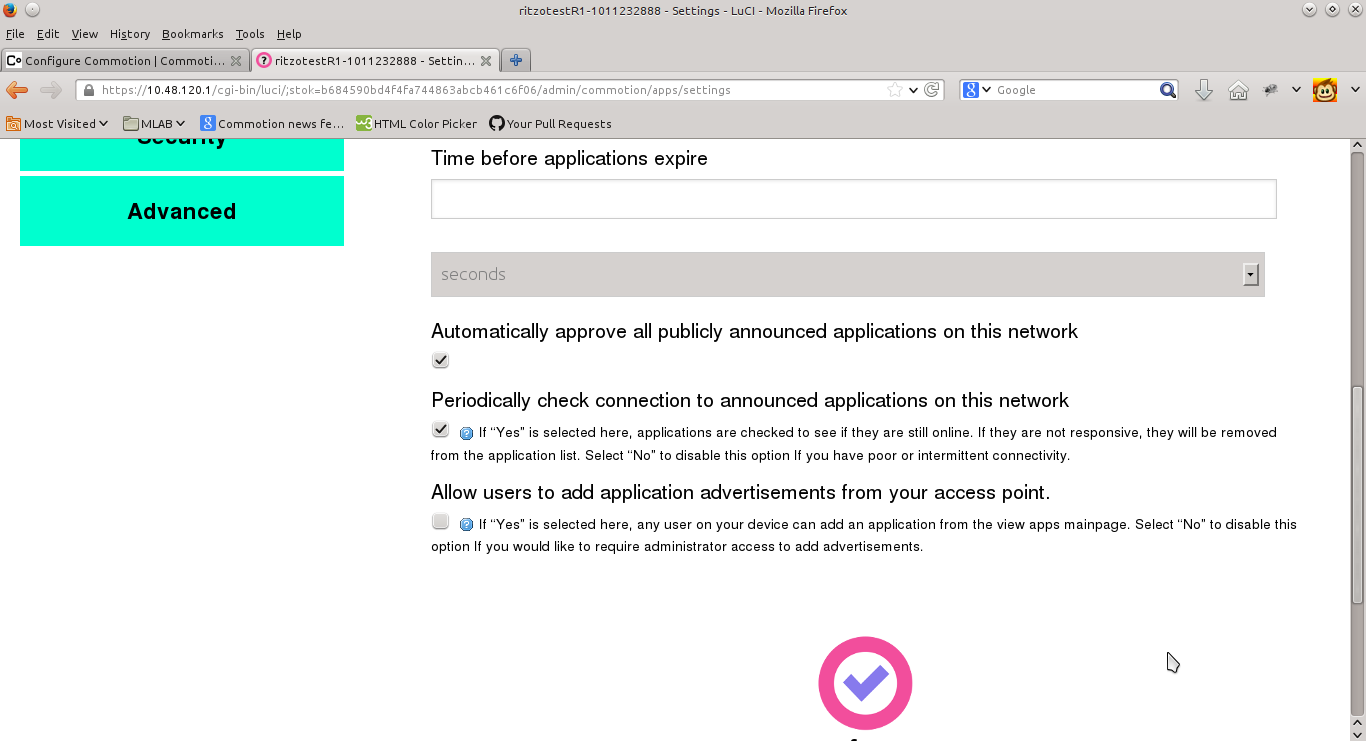 ritzotestR1-1011232888 - Settings - LuCI - Mozilla Firefox
File Edit View History Bookmarks Tools Help
Configure Commotion | Commoti... ritzotestR1-1011232888 - Settin...
https://10.48.120.1/cgi-bin/luci/;stok=b684590bd4f4fa744863abcb461c6f06/admin/commotion/apps/settings Google
Most Visited MLAB Commotion news fe... HTML Color Picker Your Pull Requests
Security
Advanced
Time before applications expire
seconds
Automatically approve all publicly announced applications on this network
Periodically check connection to announced applications on this network
If “Yes” is selected here, applications are checked to see if they are still online. If they are not responsive, they will be removed
from the application list. Select “No” to disable this option If you have poor or intermittent connectivity.
Allow users to add application advertisements from your access point.
If “Yes” is selected here, any user on your device can add an application from the view apps mainpage. Select “No” to disable this
option If you would like to require administrator access to add advertisements.